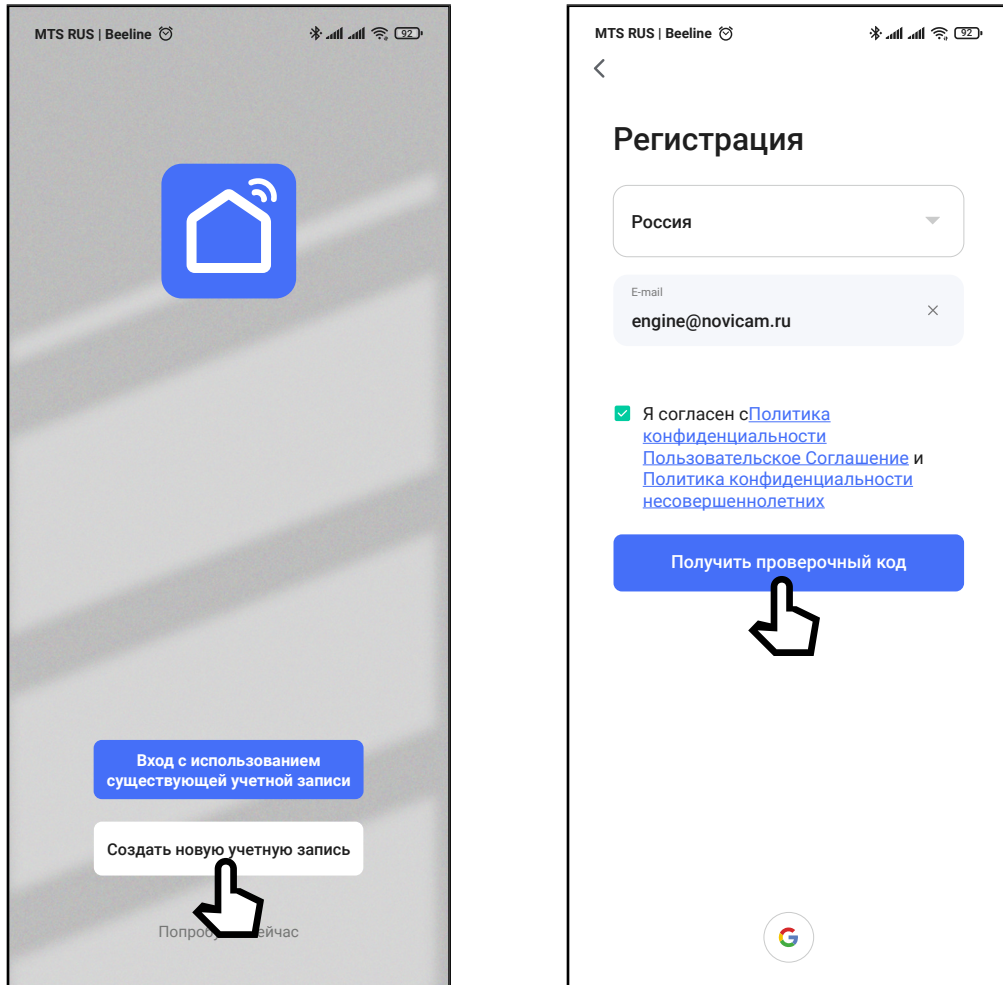 MTS RUS | Beeline 92
Вход с использованием
существующей учетной записи
Создать новую учетную запись
MTS RUS | Beeline 92
Регистрация
Россия
E-mail
engine@novicam.ru
Я согласен сПолитика
конфиденциальности
Пользовательское Соглашение и
Политика конфиденциальности
несовершеннолетних
Получить проверочный код
G